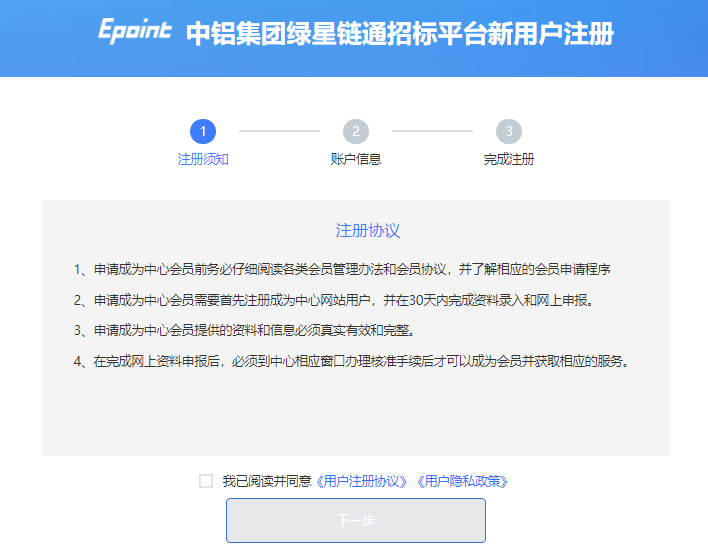 Epoint 中铝集团绿星链通招标平台新用户注册
1 2 3
注册须知 账户信息 完成注册
注册协议
1、申请成为中心会员前务必仔细阅读各类会员管理办法和会员协议，并了解相应的会员申请程序
2、申请成为中心会员需要首先注册成为中心网站用户，并在30天内完成资料录入和网上申报。
3、申请成为中心会员提供的资料和信息必须真实有效和完整。
4、在完成网上资料申报后，必须到中心相应窗口办理核准手续后才可以成为会员并获取相应的服务。
我已阅读并同意《用户注册协议》《用户隐私政策》
下一步